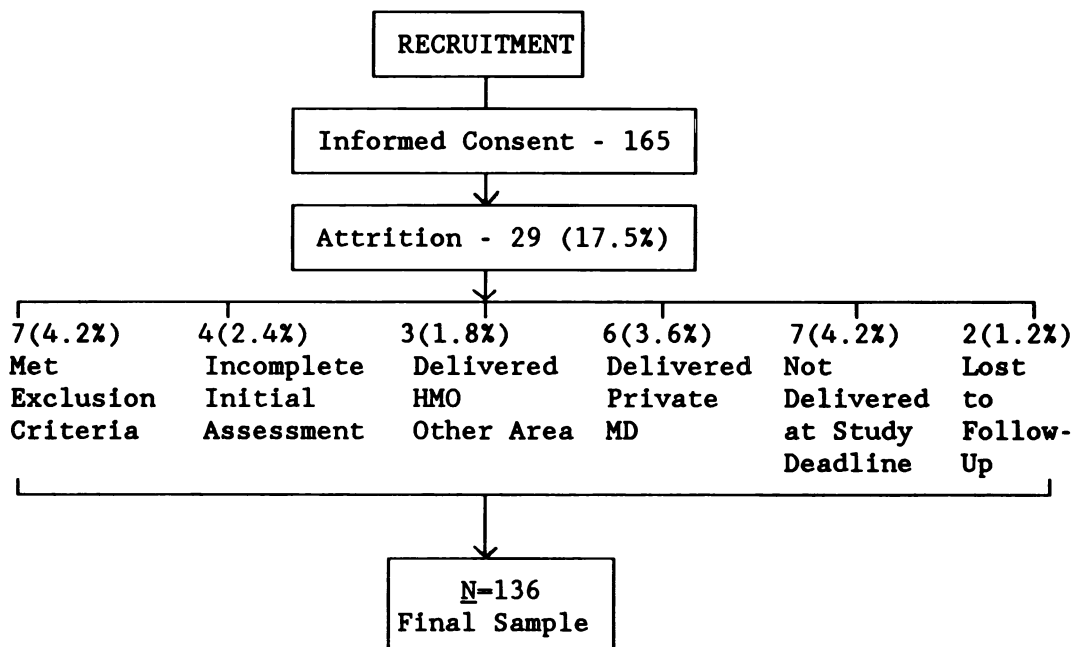 RECRUITMENT
Informed Consent - 165
Attrition - 29 (17.5%)
7(4.2%)
Met
Exclusion
Criteria
4(2.4%)
Incomplete
Initial
Assessment
3(1.8%)
Delivered
HMO
Other Area
6(3.6%)
Delivered
Private
MD
7(4.2%)
Not
Delivered
at Study
Deadline
2(1.2%)
Lost
to
Follow-
Up
N=136
Final Sample